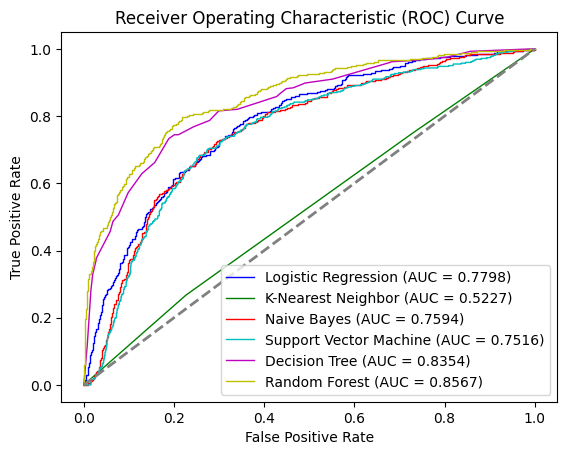 Receiver Operating Characteristic (ROC) Curve
True Positive Rate
1.0
0.8
0.6
0.4
0.2
0.0
Logistic Regression (AUC = 0.7798)
K-Nearest Neighbor (AUC = 0.5227)
Naive Bayes (AUC = 0.7594)
Support Vector Machine (AUC = 0.7516)
Decision Tree (AUC = 0.8354)
Random Forest (AUC = 0.8567)
0.0 0.2 0.4 0.6 0.8 1.0
False Positive Rate